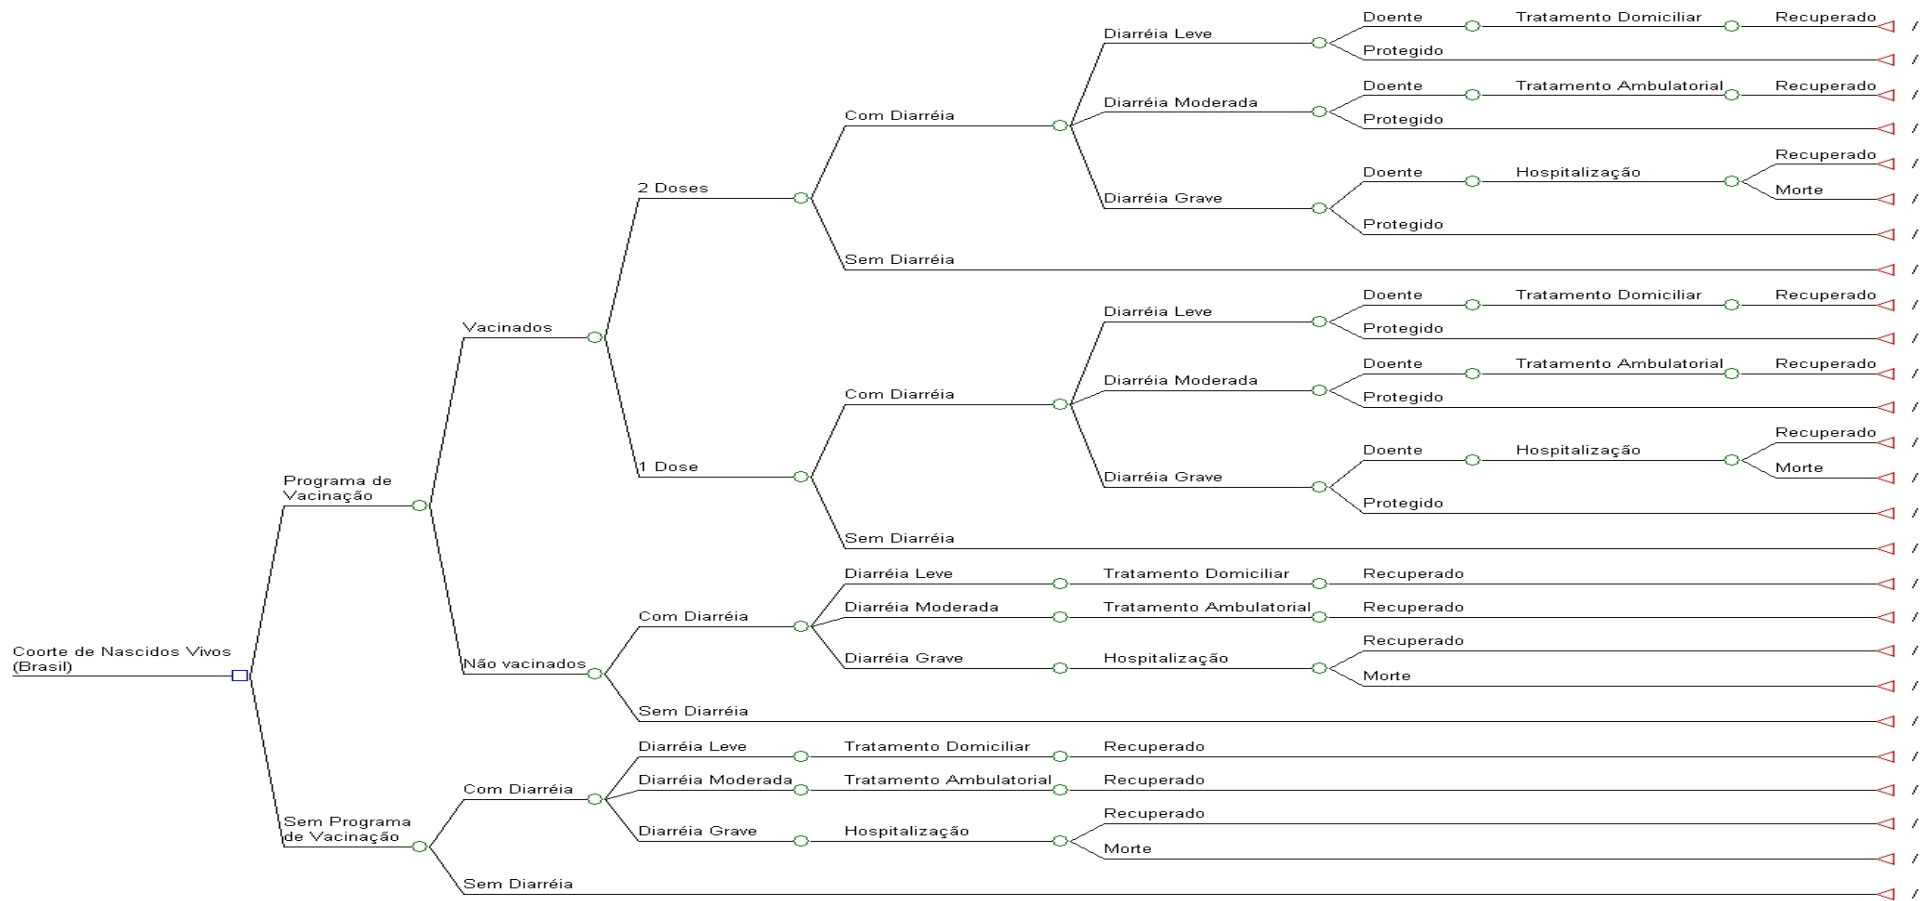 Doente
Tratamento Domiciliar
Recuperado
/
Diarréia Leve
Protegido
/
Doente
Tratamento Ambulatorial
Recuperado
/
Diarréia Moderada
Com Diarréia
Protegido
/
Recuperado
/
Doente
Hospitalização
2 Doses
Morte
/
Diarréia Grave
Protegido
/
Sem Diarréia
/
Doente
Tratamento Domiciliar
Recuperado
/
Diarréia Leve
Vacinados
Protegido
/
Doente
Tratamento Ambulatorial
Recuperado
/
Diarréia Moderada
Com Diarréia
Protegido
/
Recuperado
/
Doente
Hospitalização
1 Dose
Morte
/
Diarréia Grave
Programa de
Vacinação
Protegido
/
Sem Diarréia
/
Diarréia Leve
Tratamento Domiciliar
Recuperado
/
Com Diarréia
Diarréia Moderada
Tratamento Ambulatorial
Recuperado
/
Recuperado
/
Coorte de Nascidos Vivos
(Brasil)
Não vacinados
Diarréia Grave
Hospitalização
Morte
/
Sem Diarréia
/
Diarréia Leve
Tratamento Domiciliar
Recuperado
/
Com Diarréia
Diarréia Moderada
Tratamento Ambulatorial
Recuperado
/
Sem Programa
de Vacinação
Recuperado
/
Diarréia Grave
Hospitalização
Morte
/
Sem Diarréia
/